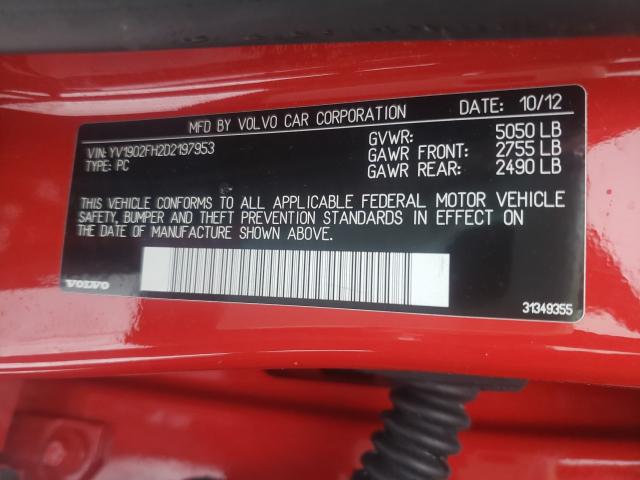 MFD BY VOLVO CAR CORPORATION DATE: 10/12
VIN: YV1902FH2D2197953
TYPE: PC
GVWR: 5050 LB
GAWR FRONT: 2755 LB
GAWR REAR: 2490 LB
THIS VEHICLE CONFORMS TO ALL APPLICABLE FEDERAL MOTOR VEHICLE
SAFETY, BUMPER AND THEFT PREVENTION STANDARDS IN EFFECT ON
THE DATE OF MANUFACTURE SHOWN ABOVE.
VOLVO
31349355